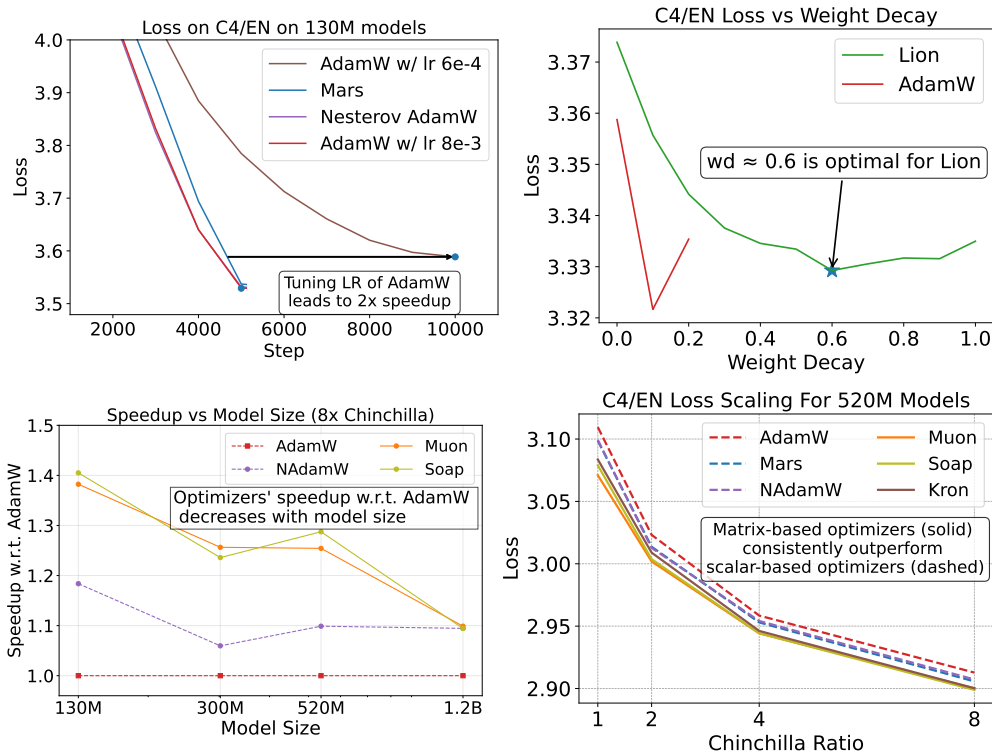 Loss on C4/EN on 130M models
4.0
3.9
3.8
3.7
3.6
3.5
Loss
AdamW w/ lr 6e-4
Mars
Nesterov AdamW
AdamW w/ lr 8e-3
Tuning LR of AdamW
leads to 2x speedup
2000
4000
6000
8000
10000
Step
C4/EN Loss vs Weight Decay
3.37
3.36
3.35
3.34
3.33
3.32
Loss
Lion
AdamW
wd ≈ 0.6 is optimal for Lion
0.0
0.2
0.4
0.6
0.8
1.0
Weight Decay
Speedup vs Model Size (8x Chinchilla)
1.5
1.4
1.3
1.2
1.1
1.0
Speedup w.r.t. AdamW
AdamW
NAdamW
Muon
Soap
Optimizers' speedup w.r.t. AdamW
decreases with model size
130M
300M
520M
1.2B
Model Size
C4/EN Loss Scaling For 520M Models
3.10
3.05
3.00
2.95
2.90
Loss
AdamW
Mars
NAdamW
Muon
Soap
Kron
Matrix-based optimizers (solid)
consistently outperform
scalar-based optimizers (dashed)
1
2
4
8
Chinchilla Ratio